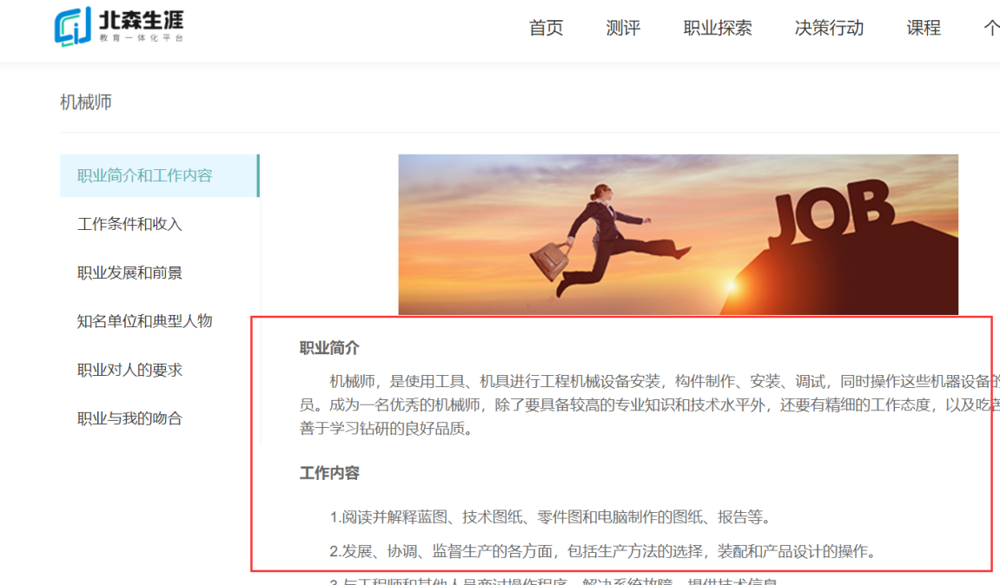 北森生涯
教育一体化平台
首页 测评 职业探索 决策行动 课程 个
机械师
职业简介和工作内容
工作条件和收入
职业发展和前景
知名单位和典型人物
职业对人的要求
职业与我的吻合
JOB
职业简介
机械师，是使用工具、机具进行工程机械设备安装，构件制作、安装、调试，同时操作这些机器设备的
员。成为一名优秀的机械师，除了要具备较高的专业知识和技术水平外，还要有精细的工作态度，以及吃苦
善于学习钻研的良好品质。
工作内容
1.阅读并解释蓝图、技术图纸、零件图和电脑制作的图纸、报告等。
2.发展、协调、监督生产的各方面，包括生产方法的选择，装配和产品设计的操作。
3.与工程师和其他人员商讨操作程序、解决系统故障、提供技术信息